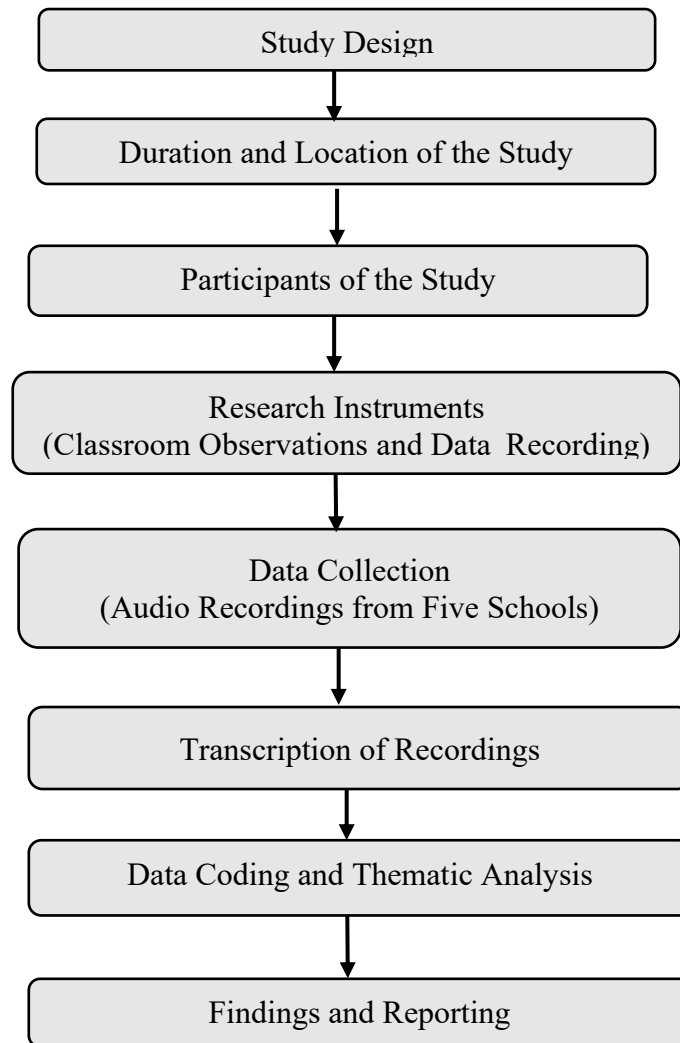 Study Design
Duration and Location of the Study
Participants of the Study
Research Instruments
(Classroom Observations and Data Recording)
Data Collection
(Audio Recordings from Five Schools)
Transcription of Recordings
Data Coding and Thematic Analysis
Findings and Reporting